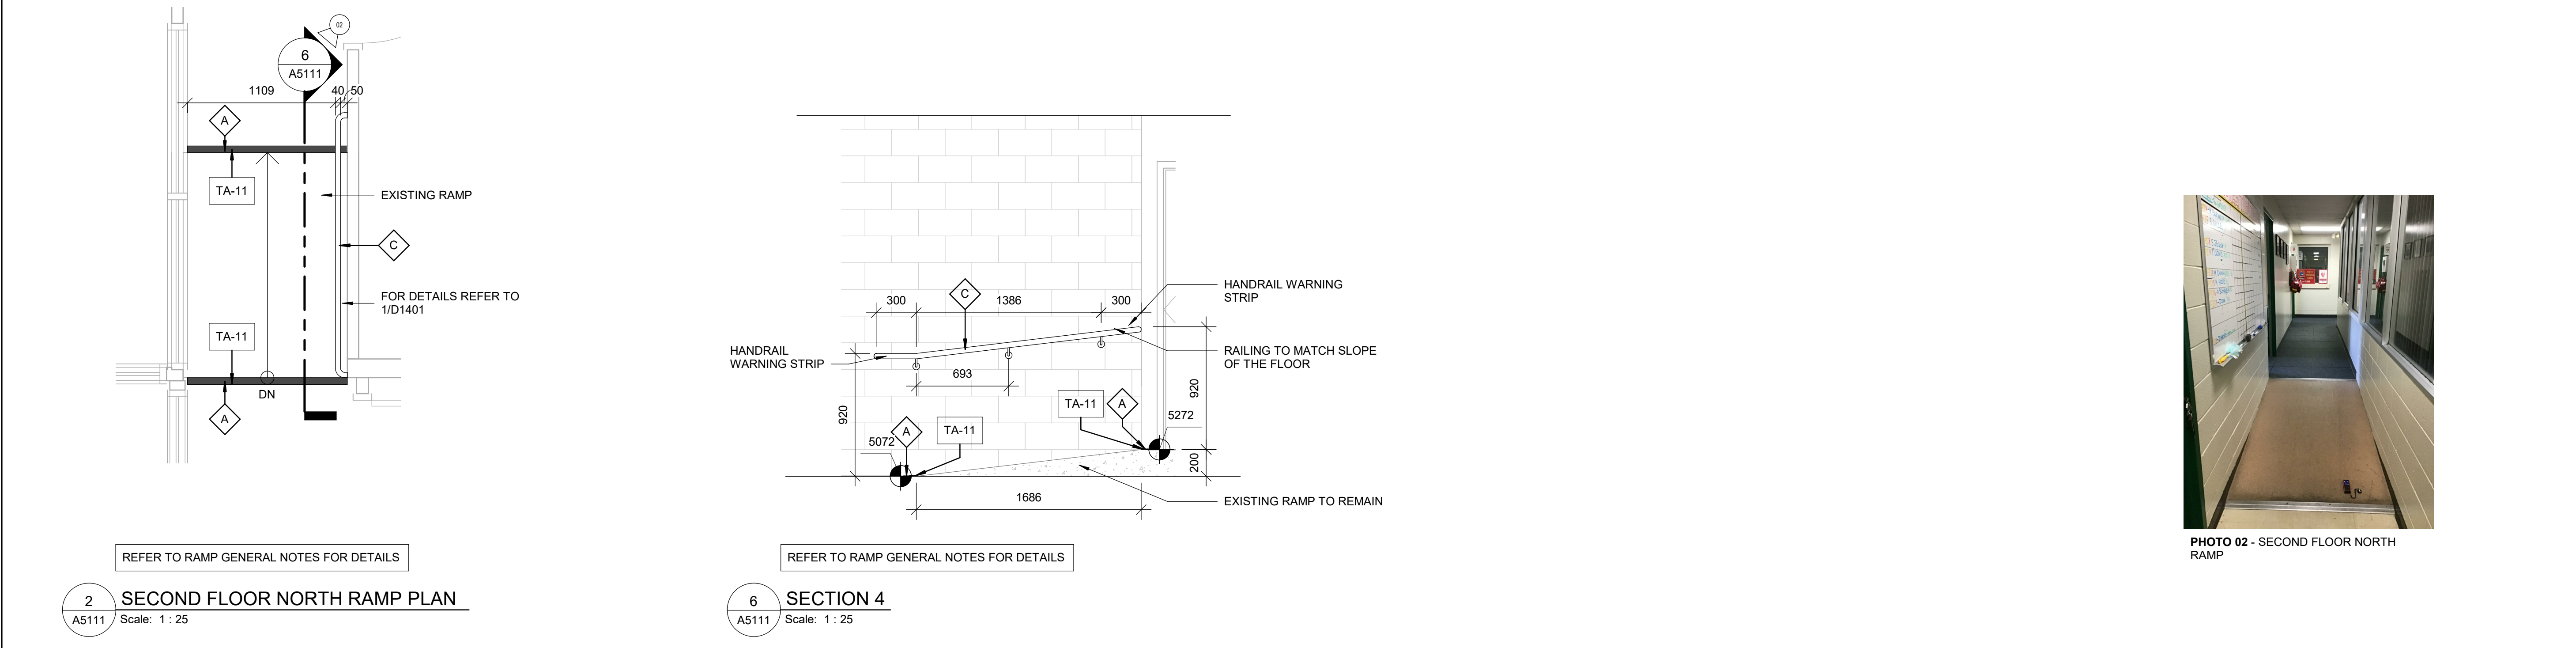 02
6
A5111
1109
40
50
A
TA-11
EXISTING RAMP
C
FOR DETAILS REFER TO
1/D1401
TA-11
DN
A
REFER TO RAMP GENERAL NOTES FOR DETAILS
2
A5111
SECOND FLOOR NORTH RAMP PLAN
Scale: 1 : 25
300
C
1386
300
HANDRAIL WARNING
STRIP
HANDRAIL
WARNING STRIP
RAILING TO MATCH SLOPE
OF THE FLOOR
693
920
920
TA-11
A
5272
5072
A
TA-11
200
1686
EXISTING RAMP TO REMAIN
REFER TO RAMP GENERAL NOTES FOR DETAILS
6
A5111
SECTION 4
Scale: 1 : 25
PHOTO 02 - SECOND FLOOR NORTH
RAMP